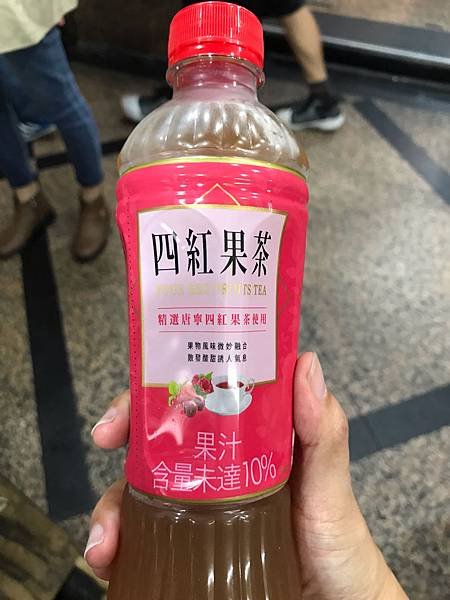 四紅果茶
FOUR RED FRUITS TEA
精選唐寧四紅果茶使用
果物風味微妙融合
散發酸甜誘人氣息
果汁
含量未達10%